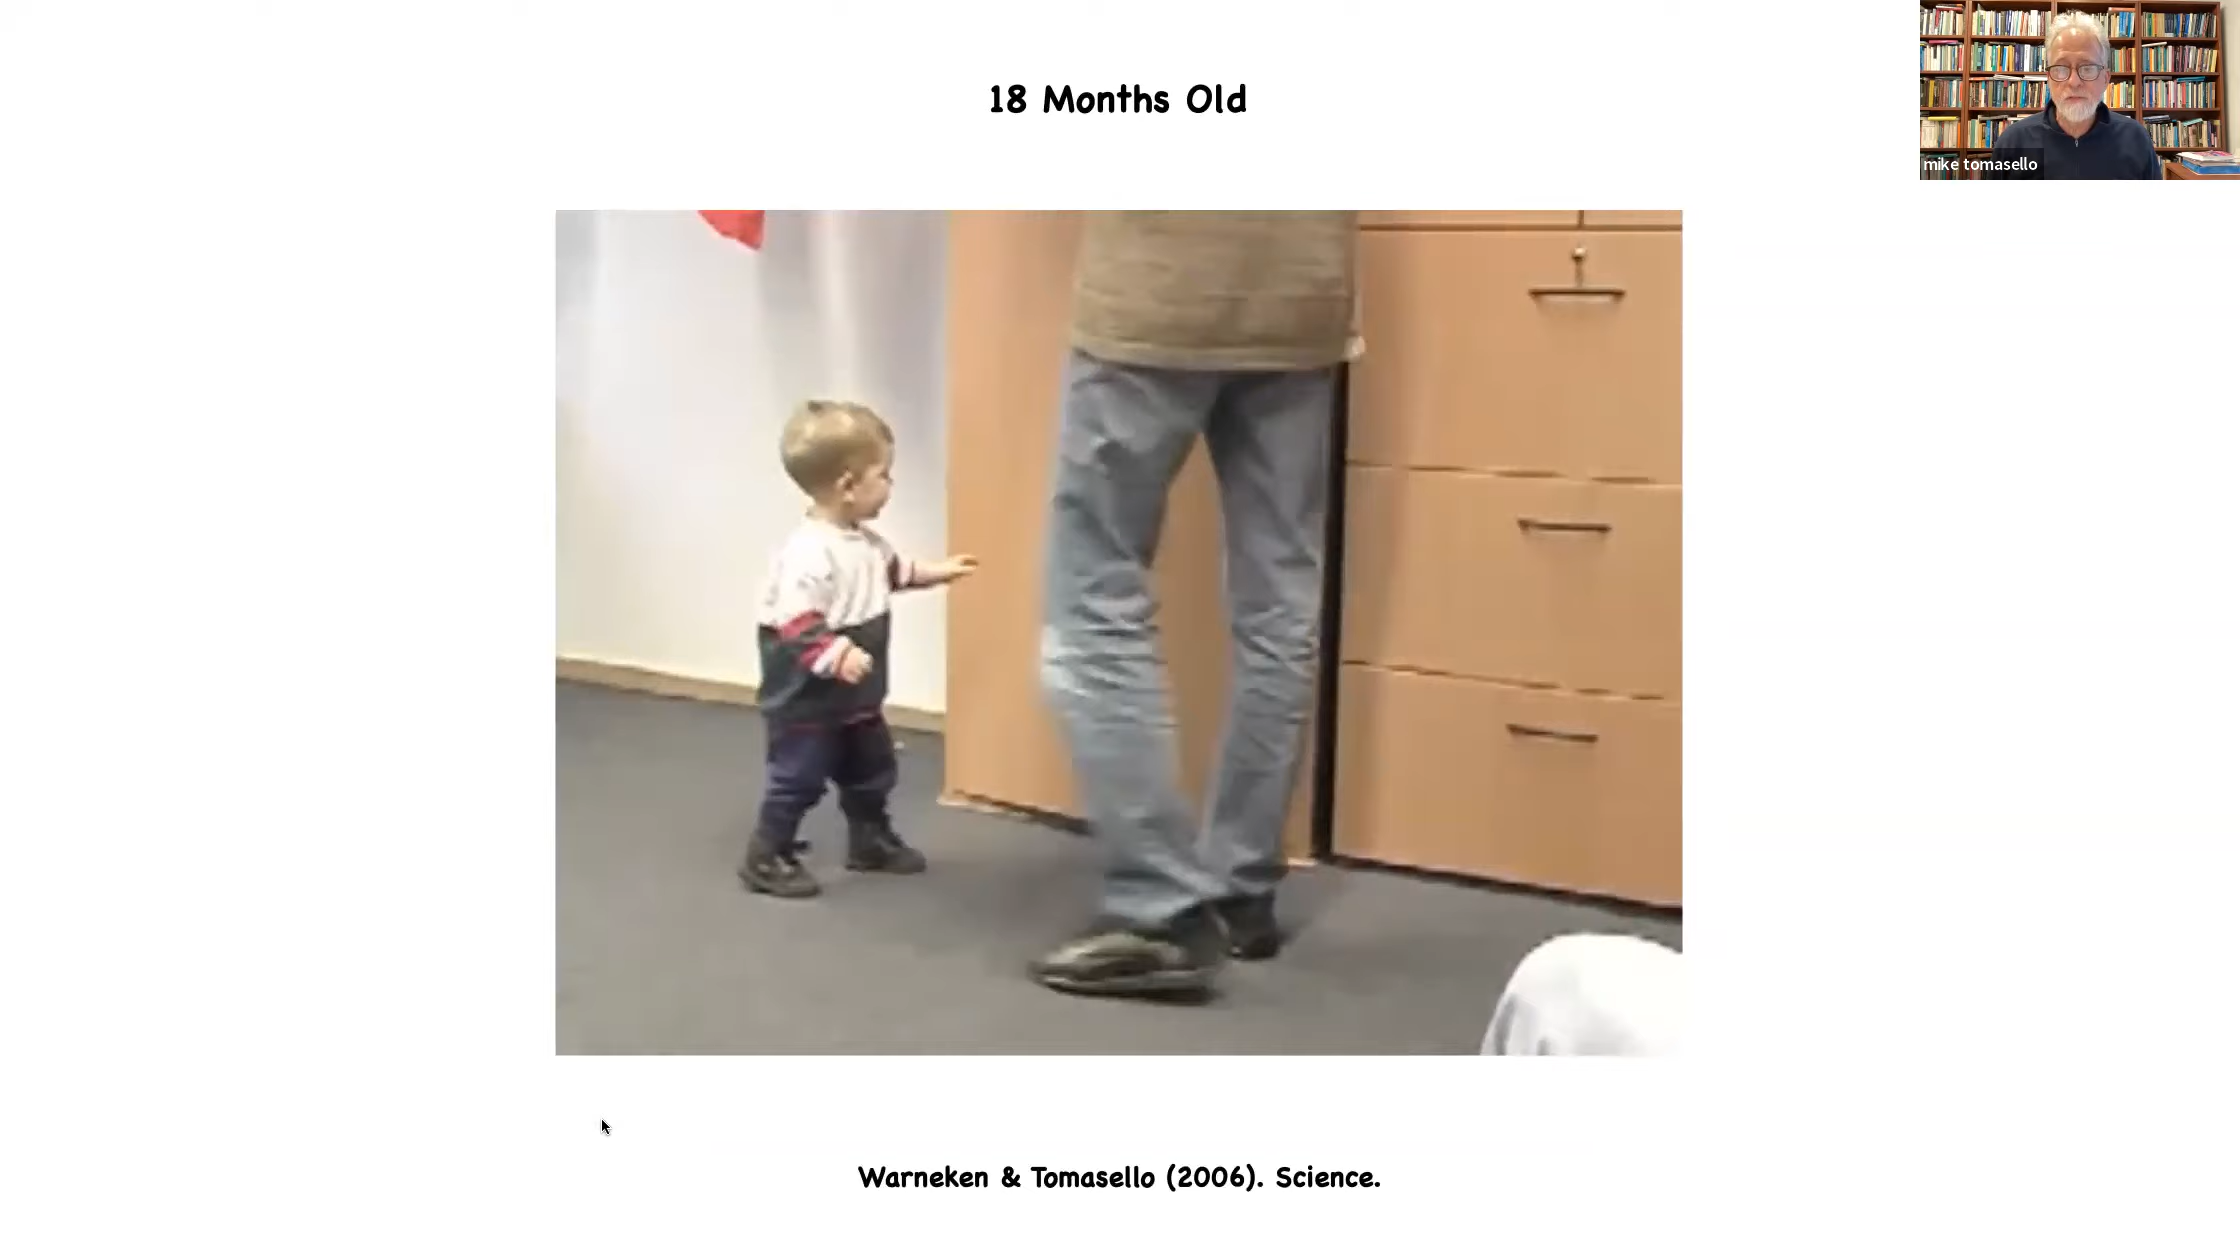 18 Months Old
mike tomasello
Warneken & Tomasello (2006). Science.